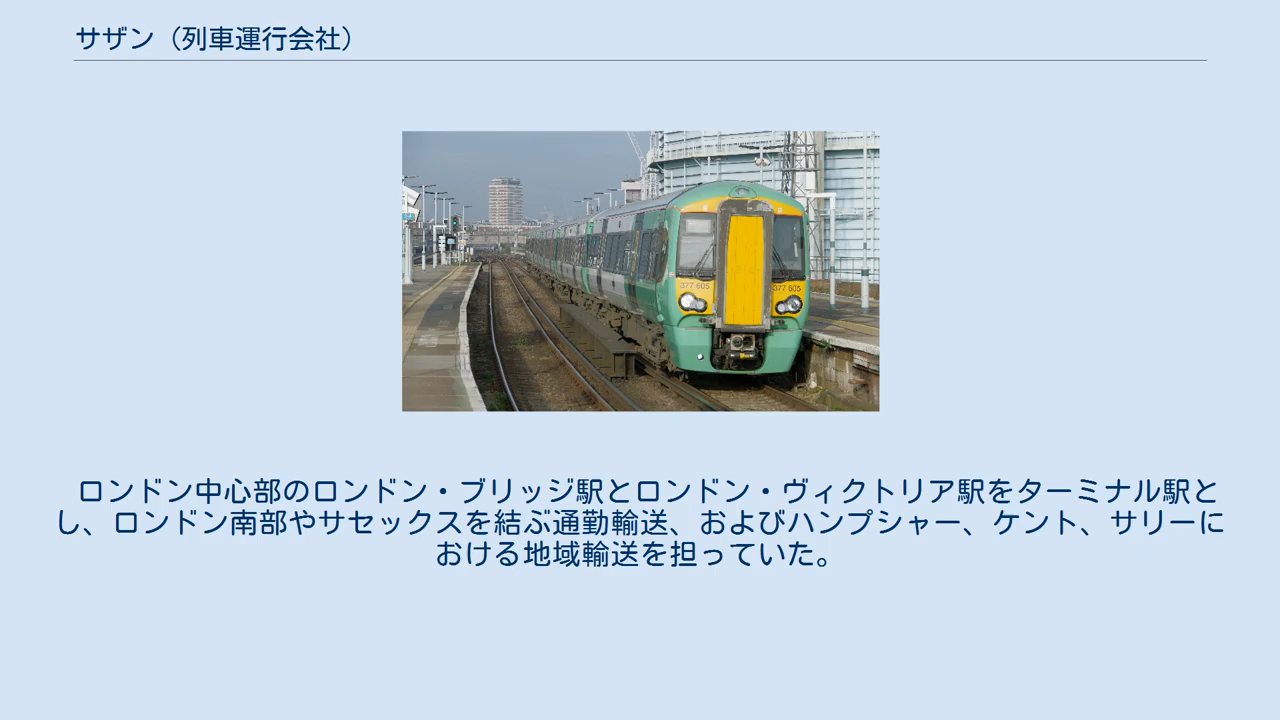 サザン（列車運行会社）
377 605
377 605
ロンドン中心部のロンドン・ブリッジ駅とロンドン・ヴィクトリア駅をターミナル駅と
し、ロンドン南部やサセックスを結ぶ通勤輸送、およびハンプシャー、ケント、サリーに
おける地域輸送を担っていた。